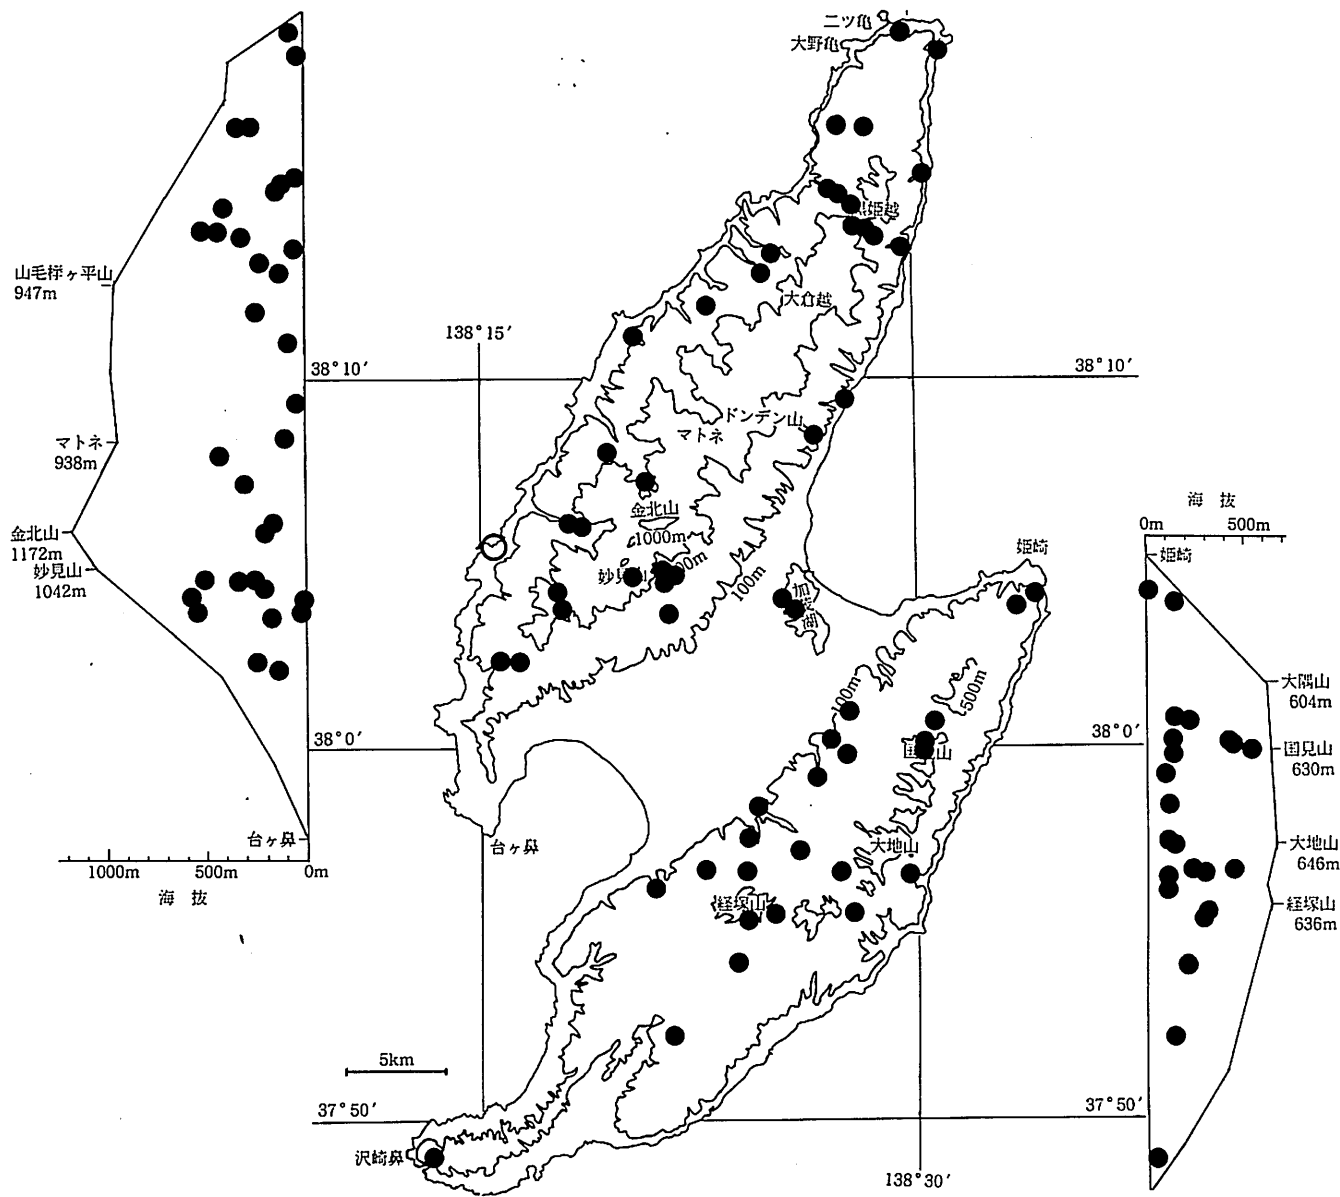 二ツ亀
大野亀
黒姫越
大倉越
山毛欅ヶ平山
947m
138°15′
38°10′
38°10′
ドンデン山
マトネ
マトネ
938m
金北山
1172m
妙見山
1042m
金北山
1000m
妙見山
100m
加茂湖
姫崎
海 抜
0m 500m
姫崎
大隅山
604m
国見山
630m
大地山
646m
経塚山
636m
100m
500m
国見山
38°0′
38°0′
台ヶ鼻
1000m 500m 0m
海 抜
台ヶ鼻
大地山
経塚山
5km
37°50′
37°50′
沢崎鼻
138°30′